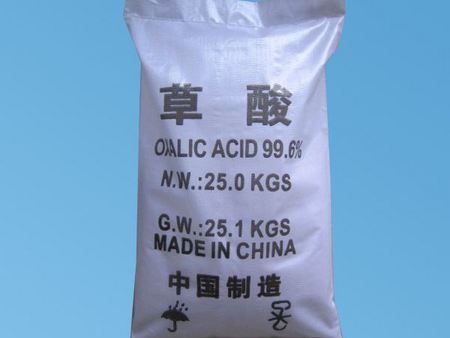 草酸
OXALIC ACID 99.6%
N.W.:25.0 KGS
G.W.:25.1 KGS
MADE IN CHINA
中国制造